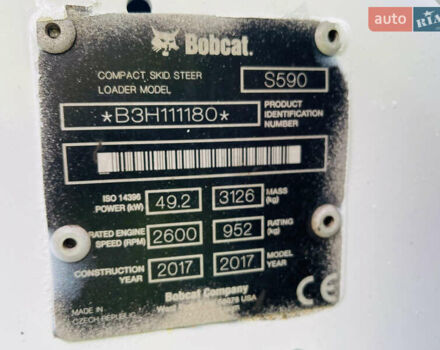 auto RIA
Bobcat.
COMPACT SKID STEER LOADER MODEL S590
*B3H111180* PRODUCT IDENTIFICATION NUMBER
ISO 14396 POWER (kW) 49.2 3126 MASS (kg)
RATED ENGINE SPEED (RPM) 2600 952 RATING (kg)
CONSTRUCTION YEAR 2017 2017 MODEL YEAR
Bobcat Company
West 58078 USA
MADE IN CZECH REPUBLIC
CE